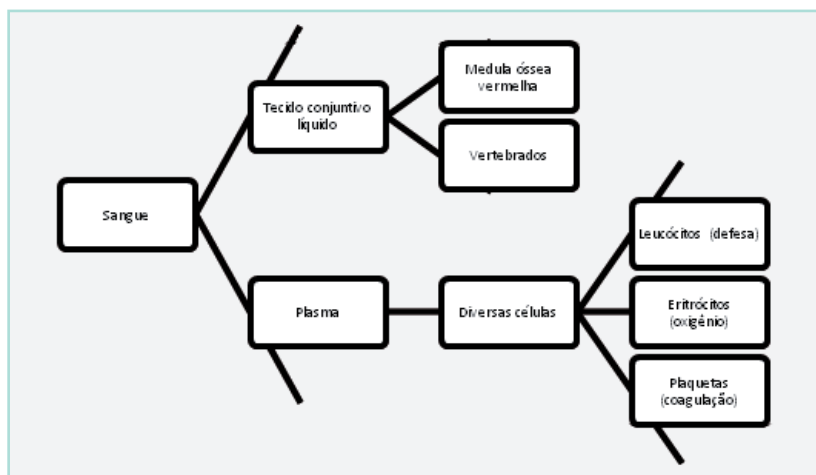 Sangue
Tecido conjuntivo
líquido
Medula óssea
vermelha
Vertebrados
Plasma
Diversas células
Leucócitos (defesa)
Eritrócitos
(oxigênio)
Plaquetas
(coagulação)